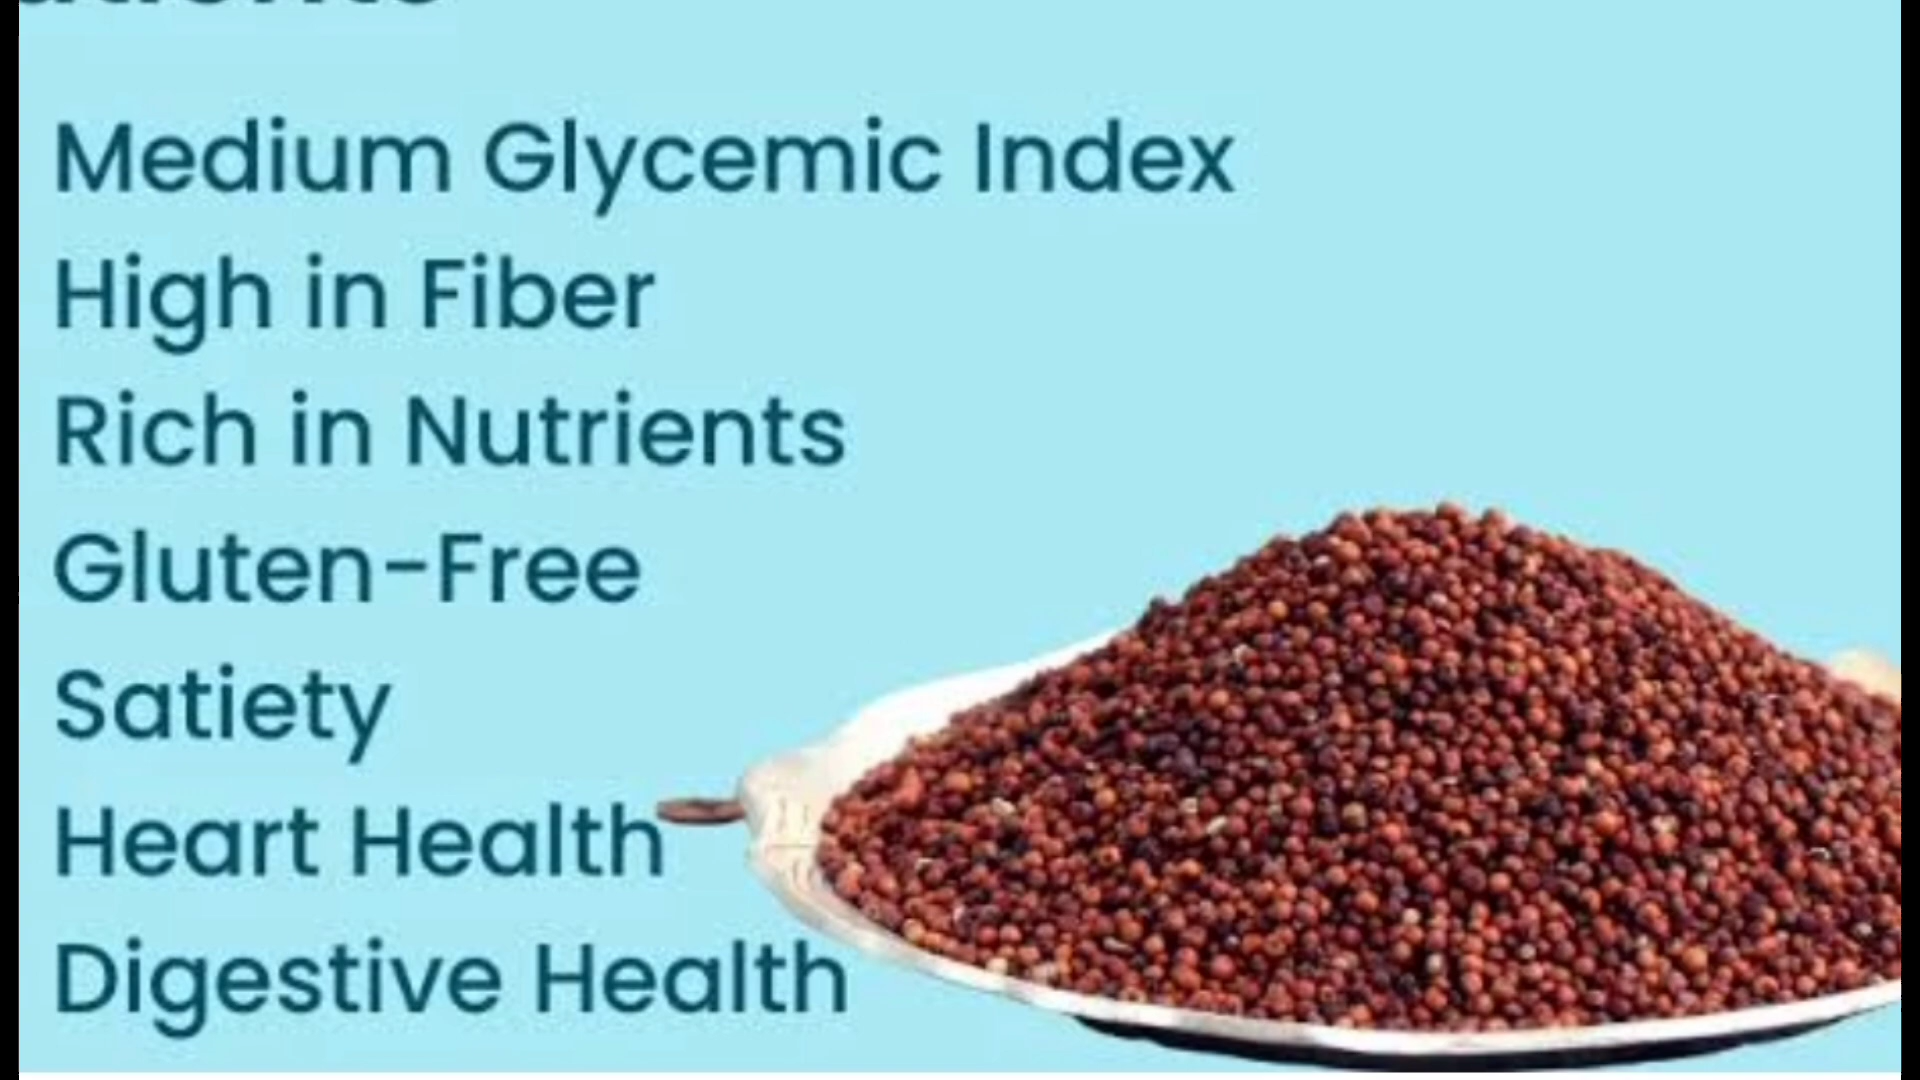 Medium Glycemic Index
High in Fiber
Rich in Nutrients
Gluten-Free
Satiety
Heart Health
Digestive Health